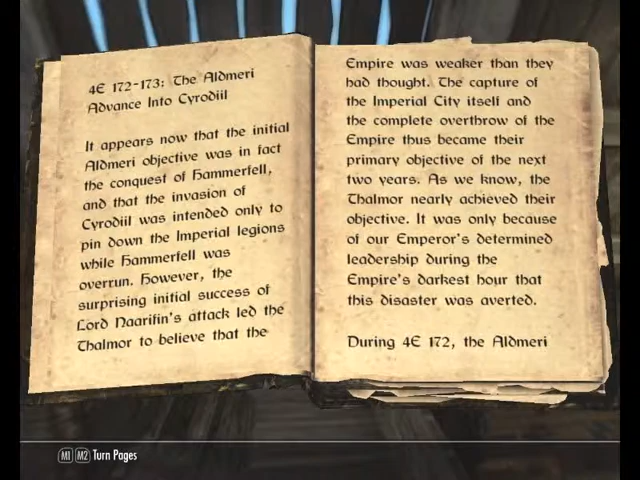 4E 172-173: The Aldmeri
Advance Into Cyrodiil
It appears now that the initial
Aldmeri objective was in fact
the conquest of Hammerfell,
and that the invasion of
Cyrodiil was intended only to
pin down the Imperial legions
while Hammerfell was
overrun. However, the
surprising initial success of
Lord Naarifin's attack led the
Thalmor to believe that the
Empire was weaker than they
had thought. The capture of
the Imperial City itself and
the complete overthrow of the
Empire thus became their
primary objective of the next
two years. As we know, the
Thalmor nearly achieved their
objective. It was only because
of our Emperor's determined
leadership during the
Empire's darkest hour that
this disaster was averted.
During 4E 172, the Aldmeri
M1 M2 Turn Pages